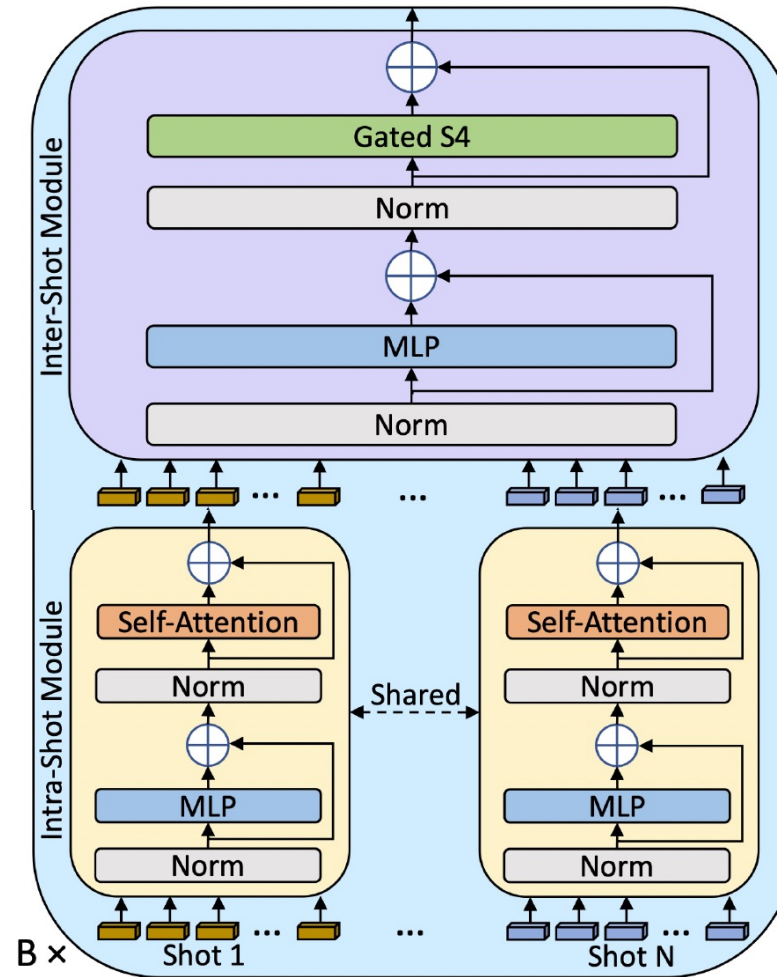 Inter-Shot Module
Gated S4
Norm
MLP
Norm
...
...
...
Intra-Shot Module
Self-Attention
Norm
MLP
Norm
Shared
Self-Attention
Norm
MLP
Norm
...
...
...
B ×
Shot 1
Shot N